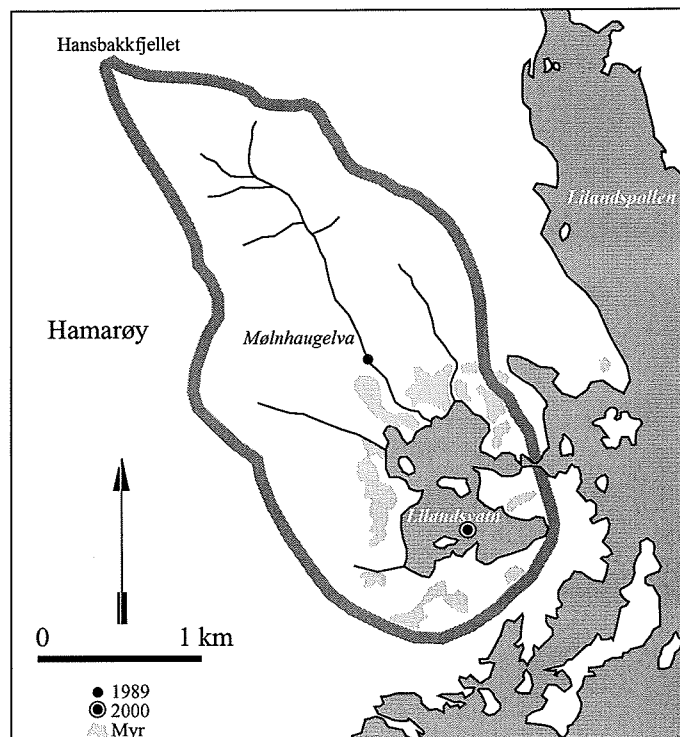 Hansbakkfjellet
Lilandspollen
Hamarøy
Mølnhaugelva
Lilandsvatn
0 1 km
1989
2000
Myr